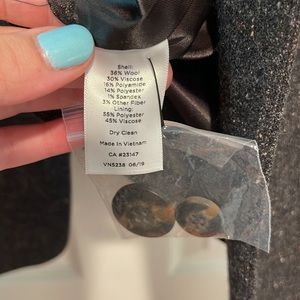 Shell:
36% Wool
30% Viscose
16% Polyamide
14% Polyester
1% Spandex
3% Other Fiber
Lining:
55% Polyester
45% Viscose
Dry Clean
Made in Vietnam
CA #23147
VN5238 06/19